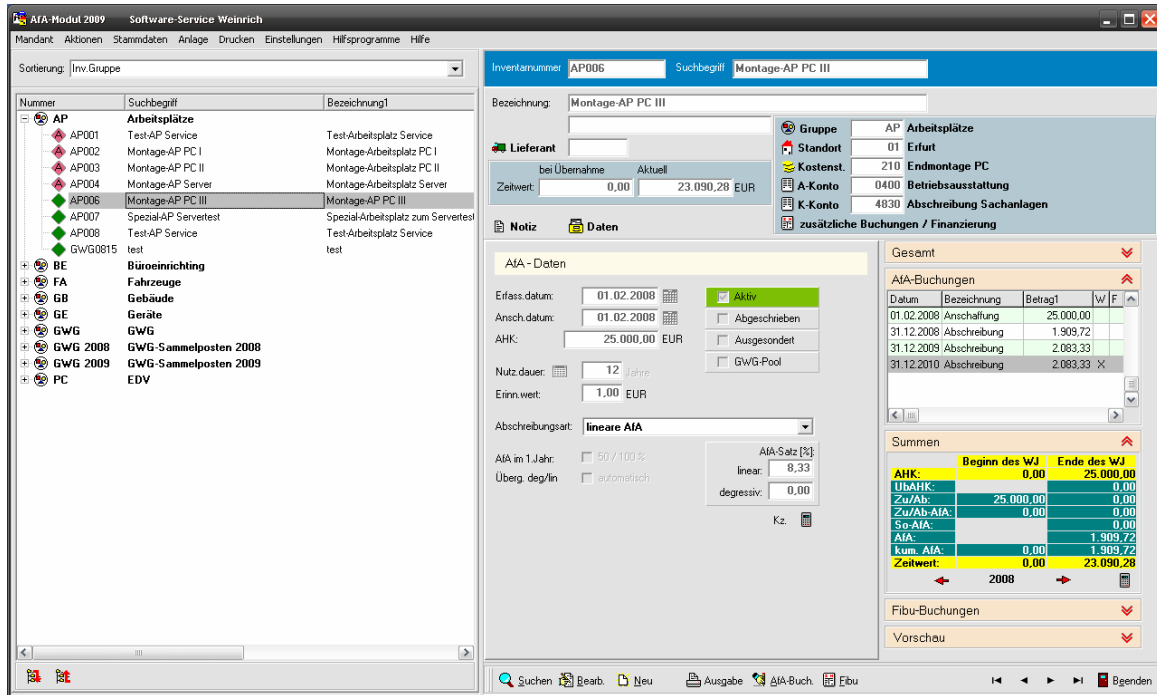 AfA-Modul 2009 Software-Service Weinrich
Mandant Aktionen Stammdaten Anlage Drucken Einstellungen Hilfsprogramme Hilfe
Sortierung: Inv.Gruppe
Nummer Suchbegriff Bezeichnung1
AP Arbeitsplätze
AP001 Test-AP Service Test-Arbeitsplatz Service
AP002 Montage-AP PC I Montage-Arbeitsplatz PC I
AP003 Montage-AP PC II Montage-Arbeitsplatz PC II
AP004 Montage-AP Server Montage-Arbeitsplatz Server
AP006 Montage-AP PC III Montage-AP PC III
AP007 Spezial-AP Servertest Spezial-Arbeitsplatz zum Servertest
AP008 Test-AP Service Test-Arbeitsplatz Service
GWG0815 test test
BE Büroeinrichtung
FA Fahrzeuge
GB Gebäude
GE Geräte
GWG GWG
GWG 2008 GWG-Sammelposten 2008
GWG 2009 GWG-Sammelposten 2009
PC EDV
Inventarnummer AP006 Suchbegriff Montage-AP PC III
Bezeichnung: Montage-AP PC III
Lieferant
bei Übernahme Aktuell
Zeitwert: 0,00 23.090,28 EUR
Notiz Daten
Gruppe AP Arbeitsplätze
Standort 01 Erfurt
Kostenst. 210 Endmontage PC
A-Konto 0400 Betriebsausstattung
K-Konto 4830 Abschreibung Sachanlagen
zusätzliche Buchungen / Finanzierung
AfA - Daten
Erfass.datum: 01.02.2008
Ansch.datum: 01.02.2008
AHK: 25.000,00 EUR
Nutz.dauer: 12 Jahre
Erinn.wert: 1,00 EUR
Aktiv
Abgeschrieben
Ausgesondert
GWG-Pool
Abschreibungsart: lineare AfA
AfA im 1.Jahr: 50 / 100 %
Überg. deg/lin automatisch
AfA-Satz [%]:
linear: 8,33
degressiv: 0,00
Kz.
Gesamt
AfA-Buchungen
Datum Bezeichnung Betrag1 W F
01.02.2008 Anschaffung 25.000,00
31.12.2008 Abschreibung 1.909,72
31.12.2009 Abschreibung 2.083,33
31.12.2010 Abschreibung 2.083,33 X
Summen
Beginn des WJ Ende des WJ
AHK: 0,00 25.000,00
UbAHK: 0,00
Zu/Ab: 25.000,00 0,00
Zu/Ab-AfA: 0,00 0,00
So-AfA: 0,00
AfA: 1.909,72
kum. AfA: 0,00 1.909,72
Zeitwert: 0,00 23.090,28
2008
Fibu-Buchungen
Vorschau
Suchen Bearb. Neu Ausgabe AfA-Buch. Fibu Beenden